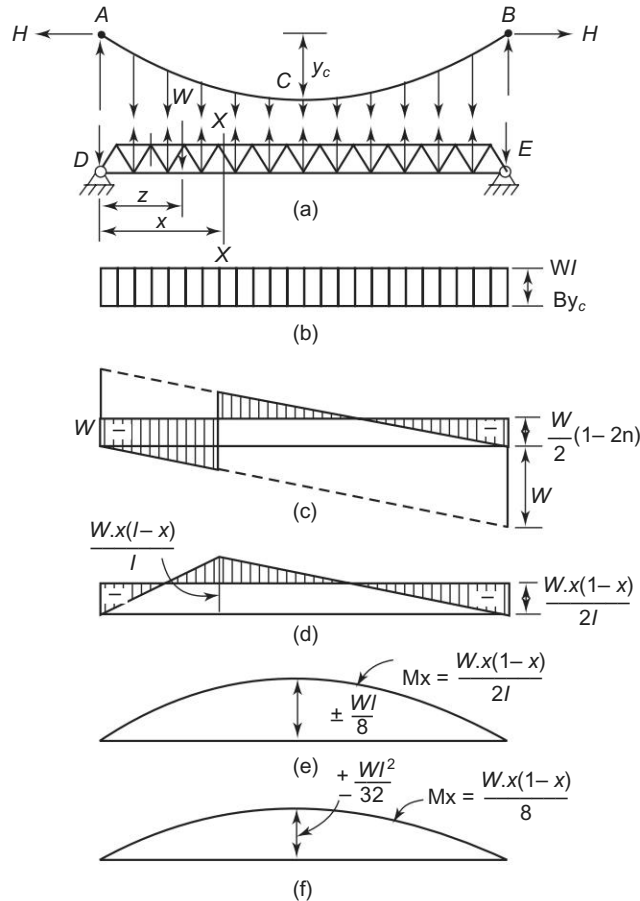 A
B
H
H
C
y_c
W
X
D
E
z
x
X
(a)
Wl
By_c
(b)
W
–
–
W/2 (1– 2n)
W
(c)
W.x(l– x)/l
–
–
W.x(1– x)/2l
(d)
Mx = W.x(1– x)/2l
± Wl/8
(e)
± Wl²/32
Mx = W.x(1– x)/8
(f)